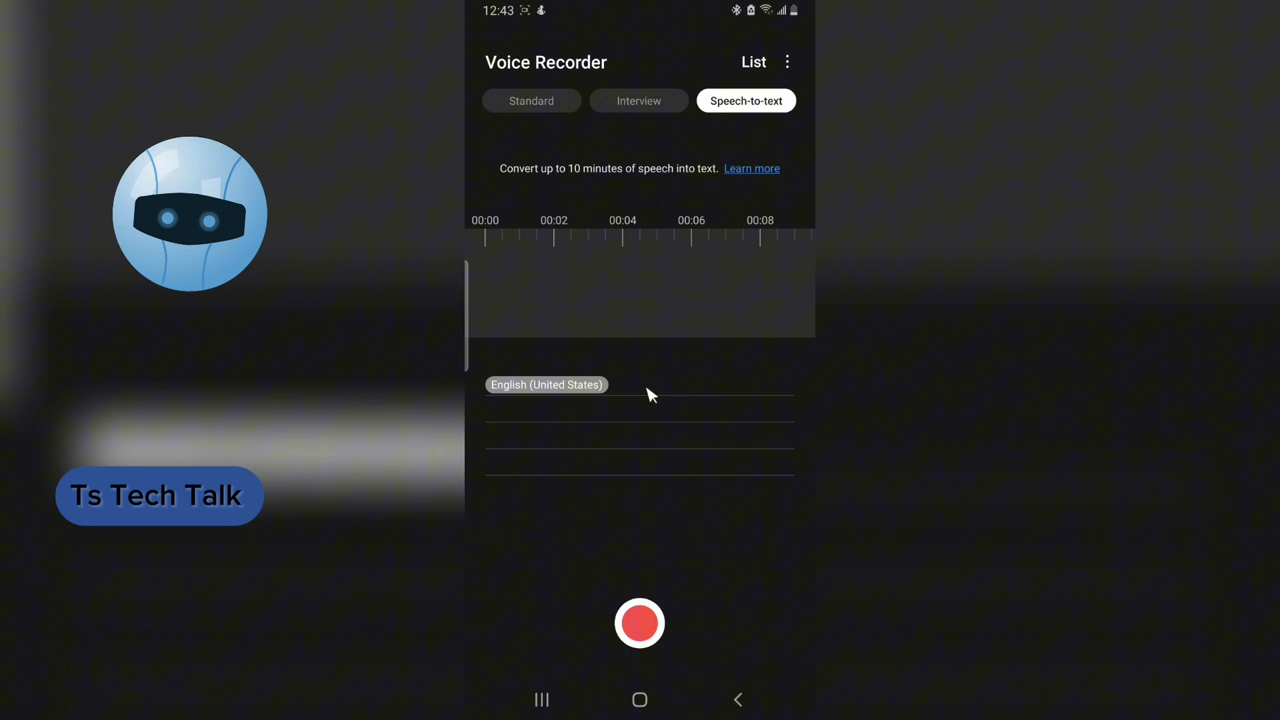 12:43
Voice Recorder
List
Standard
Interview
Speech-to-text
Convert up to 10 minutes of speech into text. Learn more
00:00 00:02 00:04 00:06 00:08
English (United States)
Ts Tech Talk